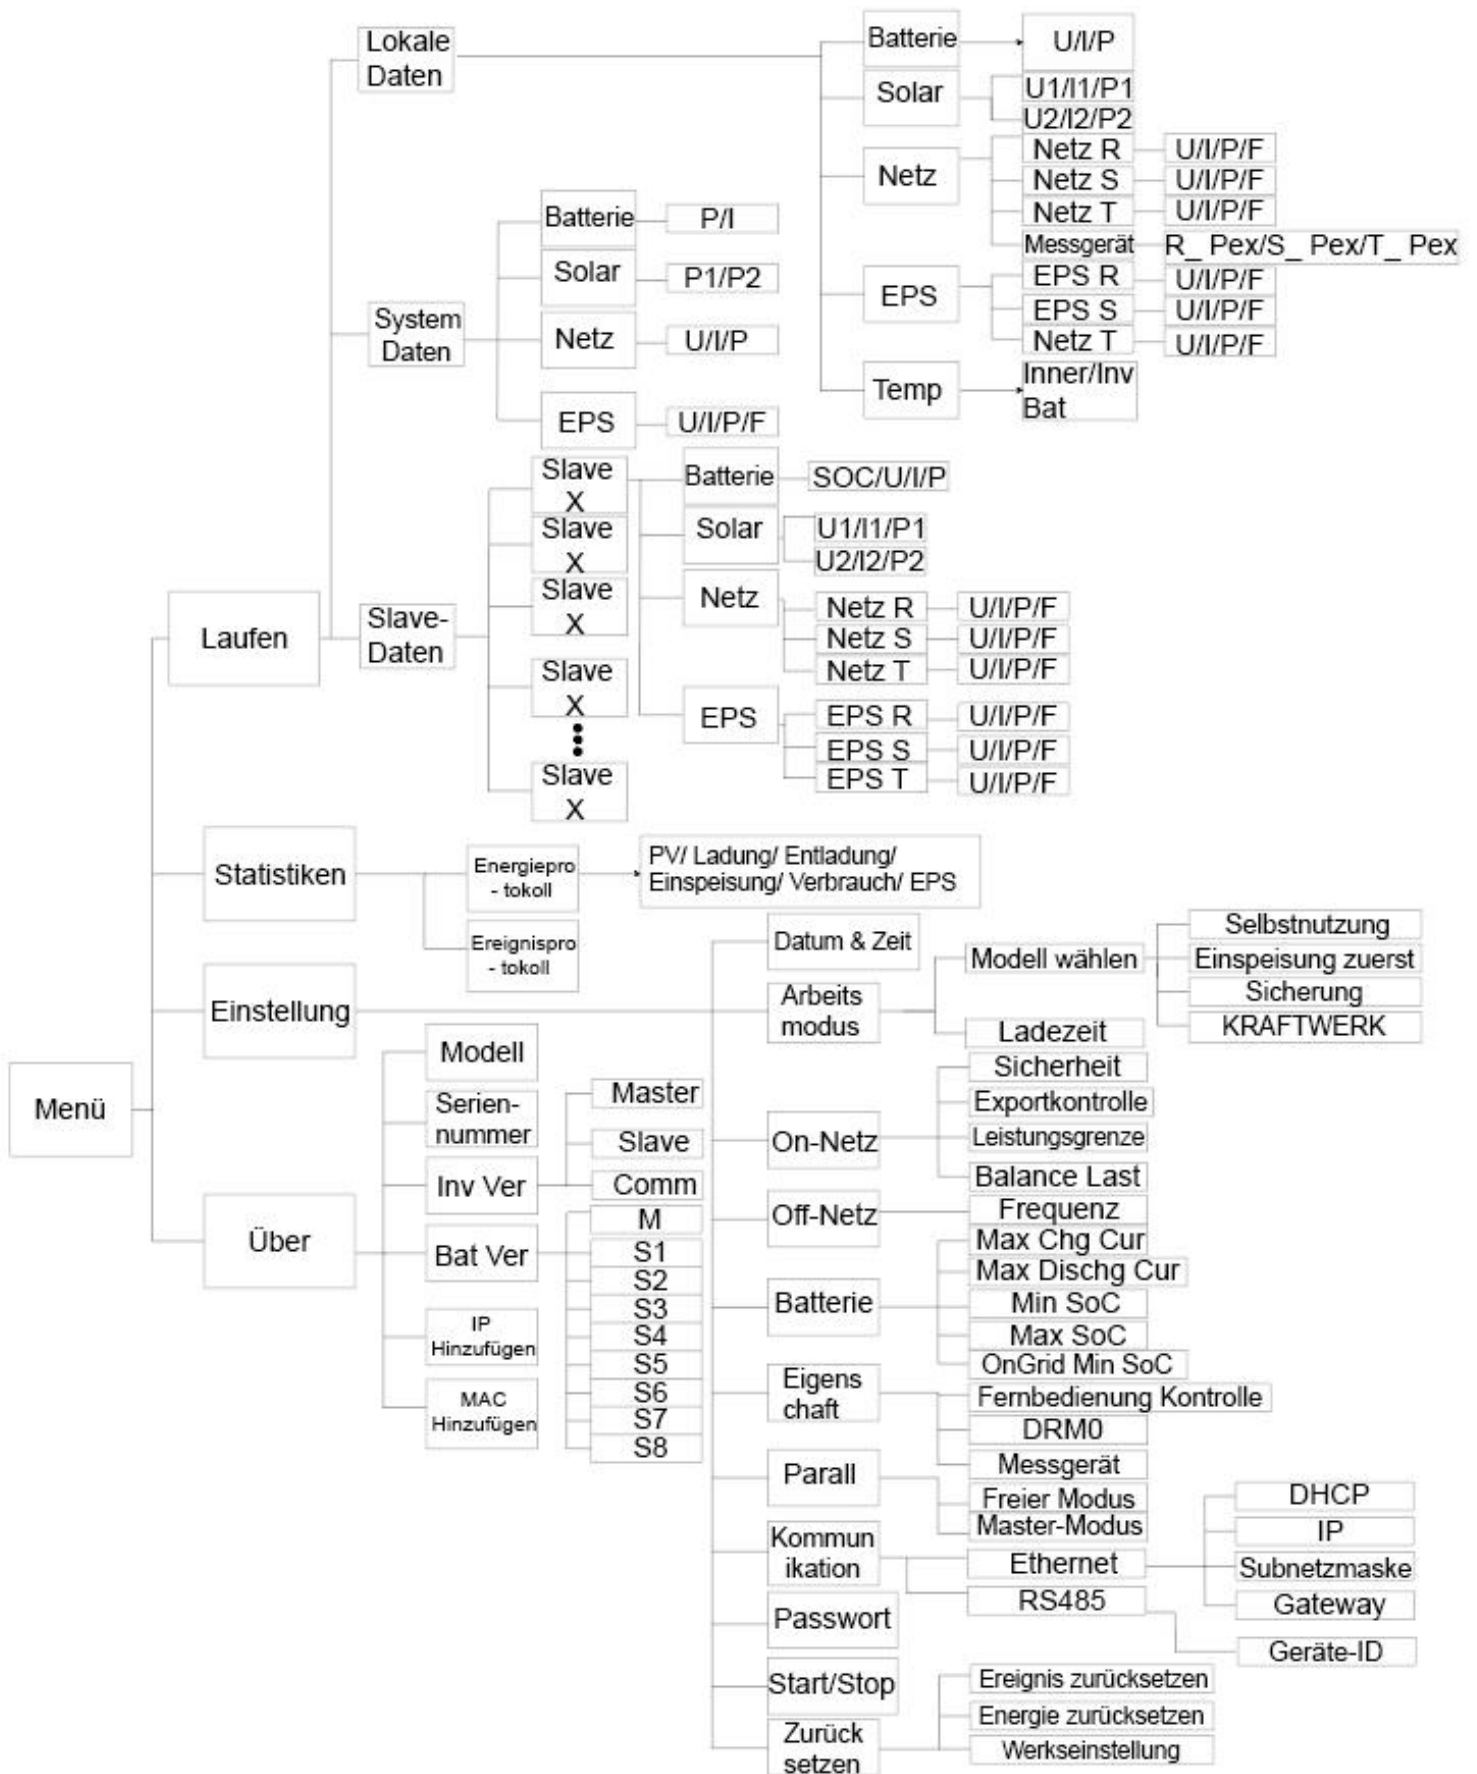 Menü
Laufen
Lokale
Daten
Batterie
U/I/P
Solar
U1/I1/P1
U2/I2/P2
Netz
Netz R
U/I/P/F
Netz S
U/I/P/F
Netz T
U/I/P/F
Messgerät
R_ Pex/S_ Pex/T_ Pex
EPS
EPS R
U/I/P/F
EPS S
U/I/P/F
Netz T
U/I/P/F
Temp
Inner/Inv
Bat
System
Daten
Batterie
P/I
Solar
P1/P2
Netz
U/I/P
EPS
U/I/P/F
Slave-
Daten
Slave
X
Slave
X
Slave
X
Slave
X
Slave
X
Batterie
SOC/U/I/P
Solar
U1/I1/P1
U2/I2/P2
Netz
Netz R
U/I/P/F
Netz S
U/I/P/F
Netz T
U/I/P/F
EPS
EPS R
U/I/P/F
EPS S
U/I/P/F
EPS T
U/I/P/F
Statistiken
Energiepro
- tokoll
PV/ Ladung/ Entladung/
Einspeisung/ Verbrauch/ EPS
Ereignispro
- tokoll
Einstellung
Datum & Zeit
Arbeits
modus
Modell wählen
Selbstnutzung
Einspeisung zuerst
Sicherung
KRAFTWERK
Ladezeit
On-Netz
Sicherheit
Exportkontrolle
Leistungsgrenze
Balance Last
Off-Netz
Frequenz
Batterie
Max Chg Cur
Max Dischg Cur
Min SoC
Max SoC
OnGrid Min SoC
Eigens
chaft
Fernbedienung Kontrolle
DRM0
Messgerät
Parall
Freier Modus
Master-Modus
Kommun
ikation
Ethernet
DHCP
IP
Subnetzmaske
Gateway
RS485
Geräte-ID
Passwort
Start/Stop
Zurück
setzen
Ereignis zurücksetzen
Energie zurücksetzen
Werkseinstellung
Über
Modell
Serien-
nummer
Inv Ver
Master
Slave
Comm
Bat Ver
M
S1
S2
S3
S4
S5
S6
S7
S8
IP
Hinzufügen
MAC
Hinzufügen